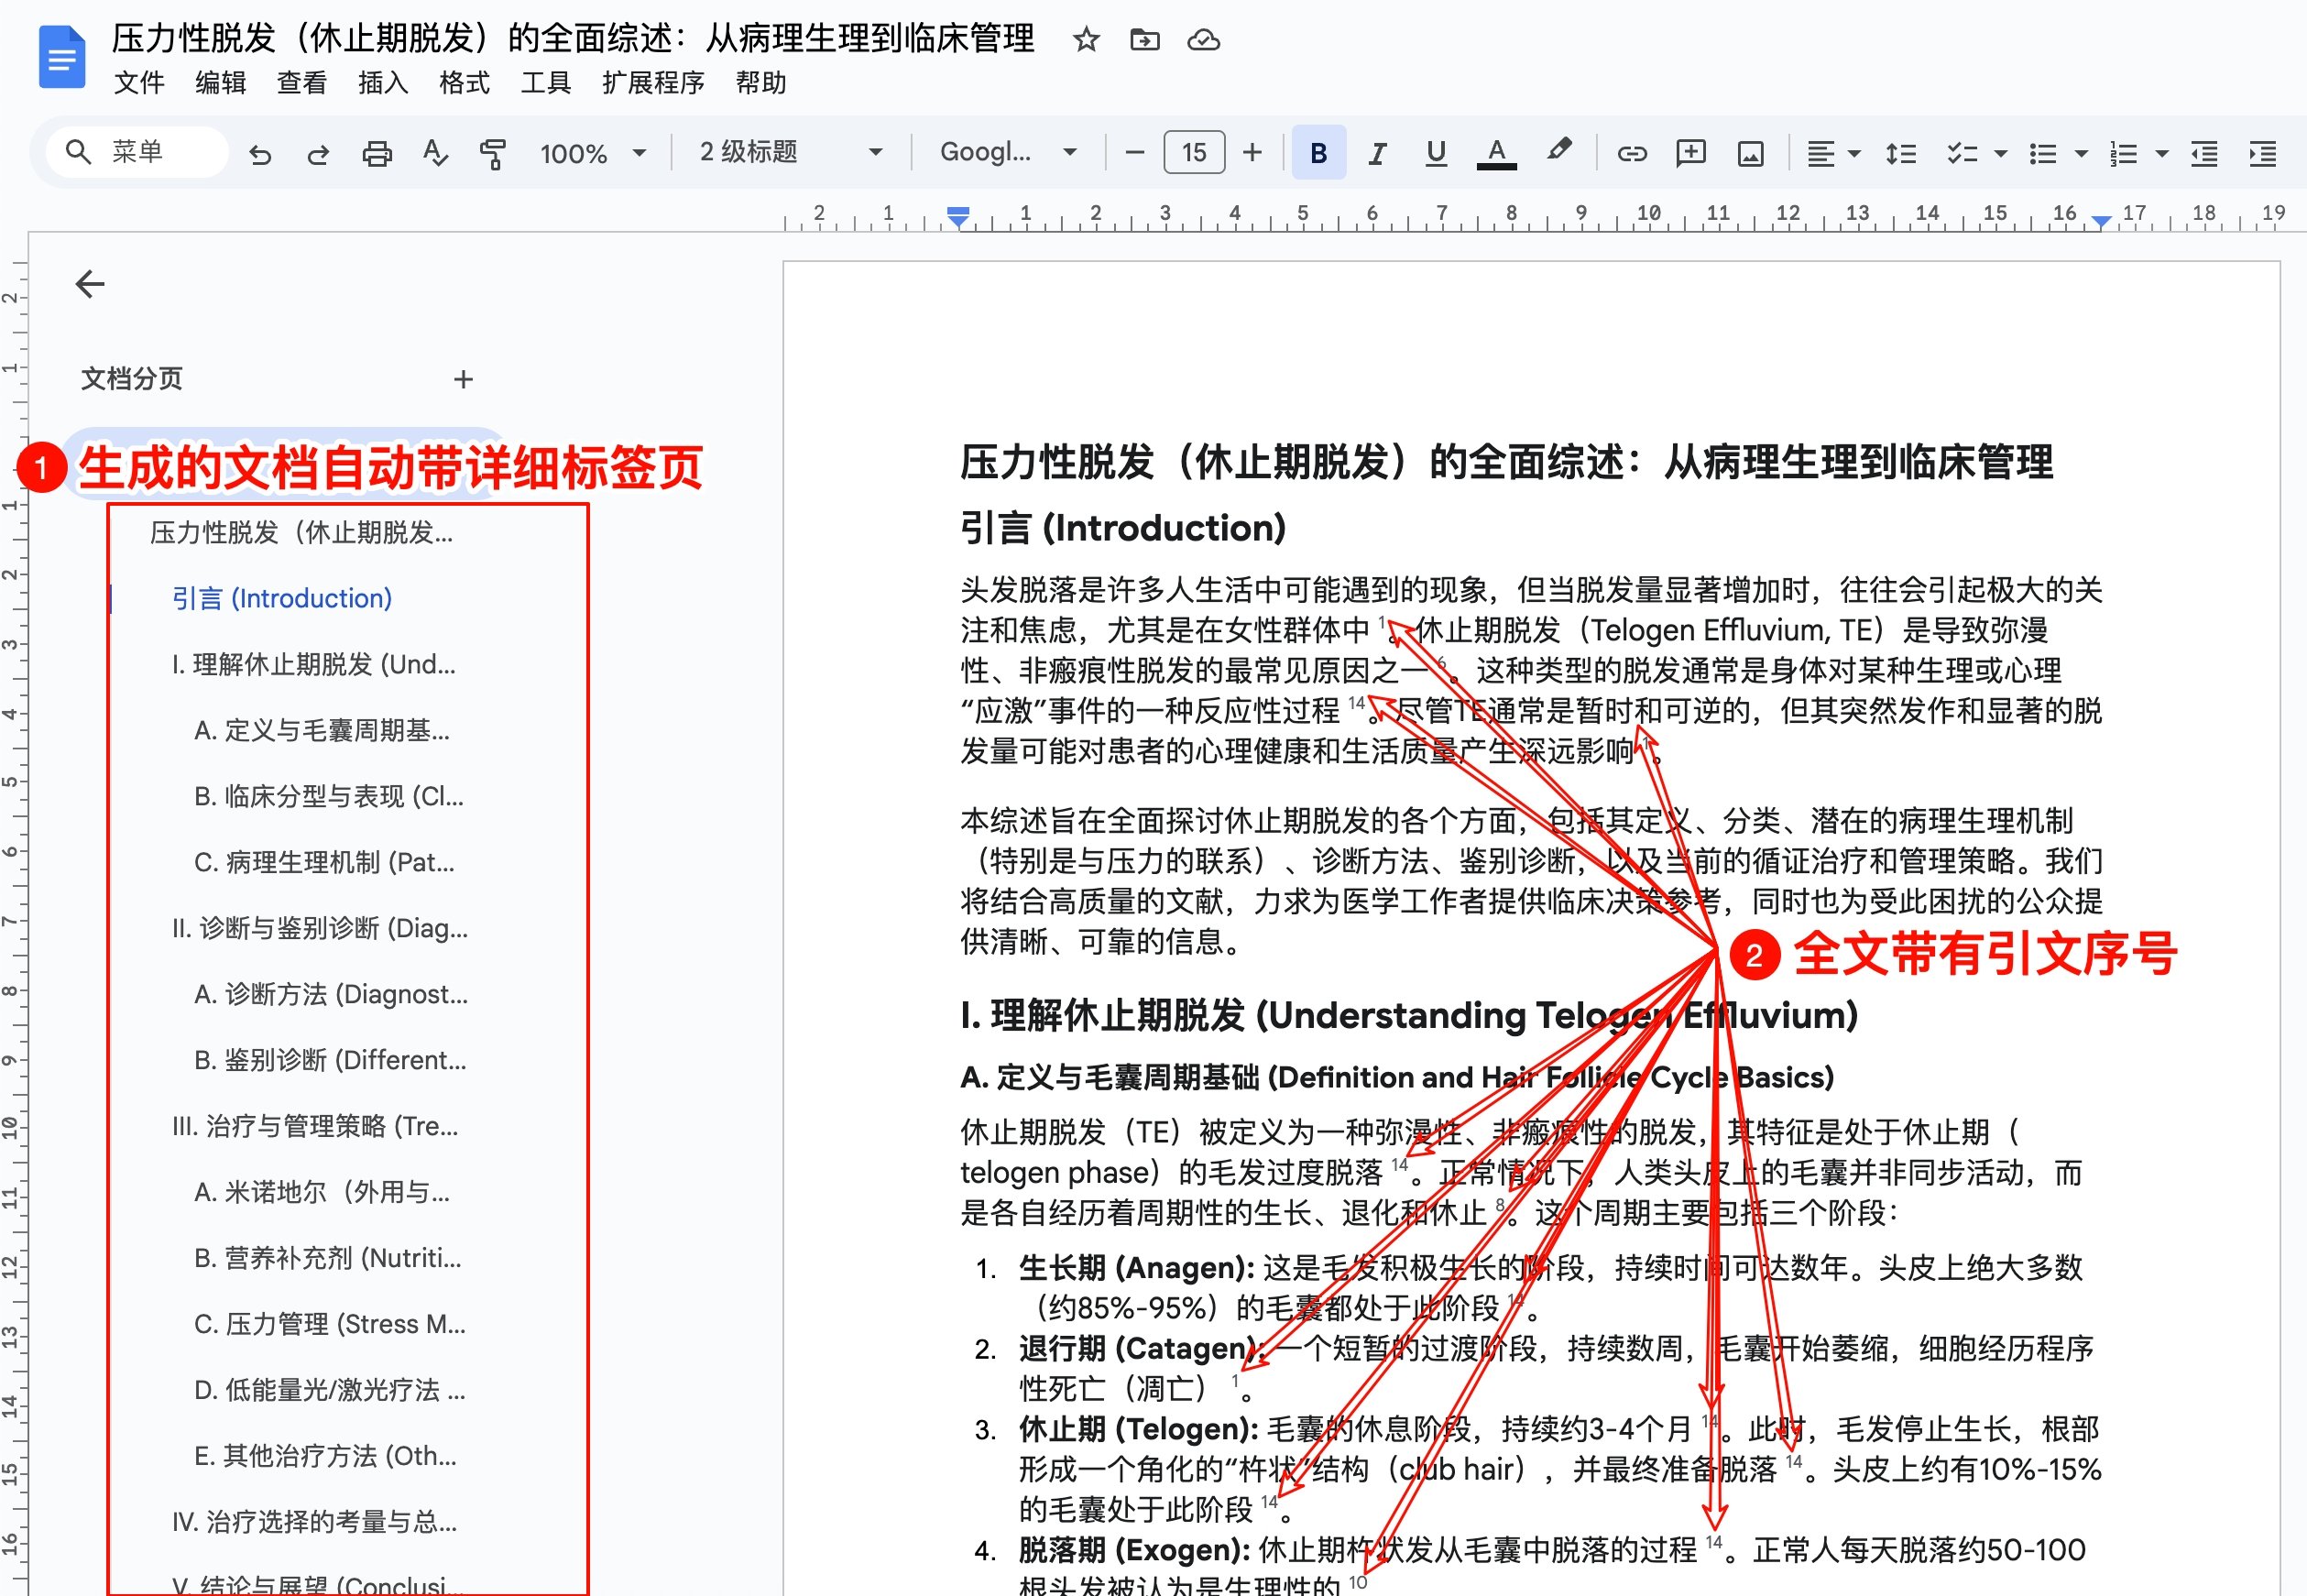 压力性脱发（休止期脱发）的全面综述：从病理生理到临床管理
文件 编辑 查看 插入 格式 工具 扩展程序 帮助
菜单 100% 2 级标题 Googl... 15 B I U A
2 1 1 2 3 4 5 6 7 8 9 10 11 12 13 14 15 16 17 18 19
2
1
1
2
3
4
5
6
7
8
9
10
11
12
13
14
15
16
文档分页
1 生成的文档自动带详细标签页
压力性脱发（休止期脱发...
引言 (Introduction)
I. 理解休止期脱发 (Und...
A. 定义与毛囊周期基...
B. 临床分型与表现 (Cl...
C. 病理生理机制 (Pat...
II. 诊断与鉴别诊断 (Diag...
A. 诊断方法 (Diagnost...
B. 鉴别诊断 (Different...
III. 治疗与管理策略 (Tre...
A. 米诺地尔（外用与...
B. 营养补充剂 (Nutriti...
C. 压力管理 (Stress M...
D. 低能量光/激光疗法 ...
E. 其他治疗方法 (Oth...
IV. 治疗选择的考量与总...
V. 结论与展望 (Conclusi...
压力性脱发（休止期脱发）的全面综述：从病理生理到临床管理
引言 (Introduction)
头发脱落是许多人生活中可能遇到的现象，但当脱发量显著增加时，往往会引起极大的关
注和焦虑，尤其是在女性群体中 1。休止期脱发（Telogen Effluvium, TE）是导致弥漫
性、非瘢痕性脱发的最常见原因之一 6。这种类型的脱发通常是身体对某种生理或心理
“应激”事件的一种反应性过程 14。尽管TE通常是暂时和可逆的，但其突然发作和显著的脱
发量可能对患者的心理健康和生活质量产生深远影响 1。
本综述旨在全面探讨休止期脱发的各个方面，包括其定义、分类、潜在的病理生理机制
（特别是与压力的联系）、诊断方法、鉴别诊断，以及当前的循证治疗和管理策略。我们
将结合高质量的文献，力求为医学工作者提供临床决策参考，同时也为受此困扰的公众提
供清晰、可靠的信息。
2 全文带有引文序号
I. 理解休止期脱发 (Understanding Telogen Effluvium)
A. 定义与毛囊周期基础 (Definition and Hair Follicle Cycle Basics)
休止期脱发（TE）被定义为一种弥漫性、非瘢痕性的脱发，其特征是处于休止期（
telogen phase）的毛发过度脱落 14。正常情况下，人类头皮上的毛囊并非同步活动，而
是各自经历着周期性的生长、退化和休止 8。这个周期主要包括三个阶段：
1. 生长期 (Anagen): 这是毛发积极生长的阶段，持续时间可达数年。头皮上绝大多数
（约85%-95%）的毛囊都处于此阶段 14。
2. 退行期 (Catagen): 一个短暂的过渡阶段，持续数周，毛囊开始萎缩，细胞经历程序
性死亡（凋亡） 1。
3. 休止期 (Telogen): 毛囊的休息阶段，持续约3-4个月 14。此时，毛发停止生长，根部
形成一个角化的“杵状”结构（club hair），并最终准备脱落 14。头皮上约有10%-15%
的毛囊处于此阶段 14。
4. 脱落期 (Exogen): 休止期杵状发从毛囊中脱落的过程 14。正常人每天脱落约50-100
根头发被认为是生理性的 10